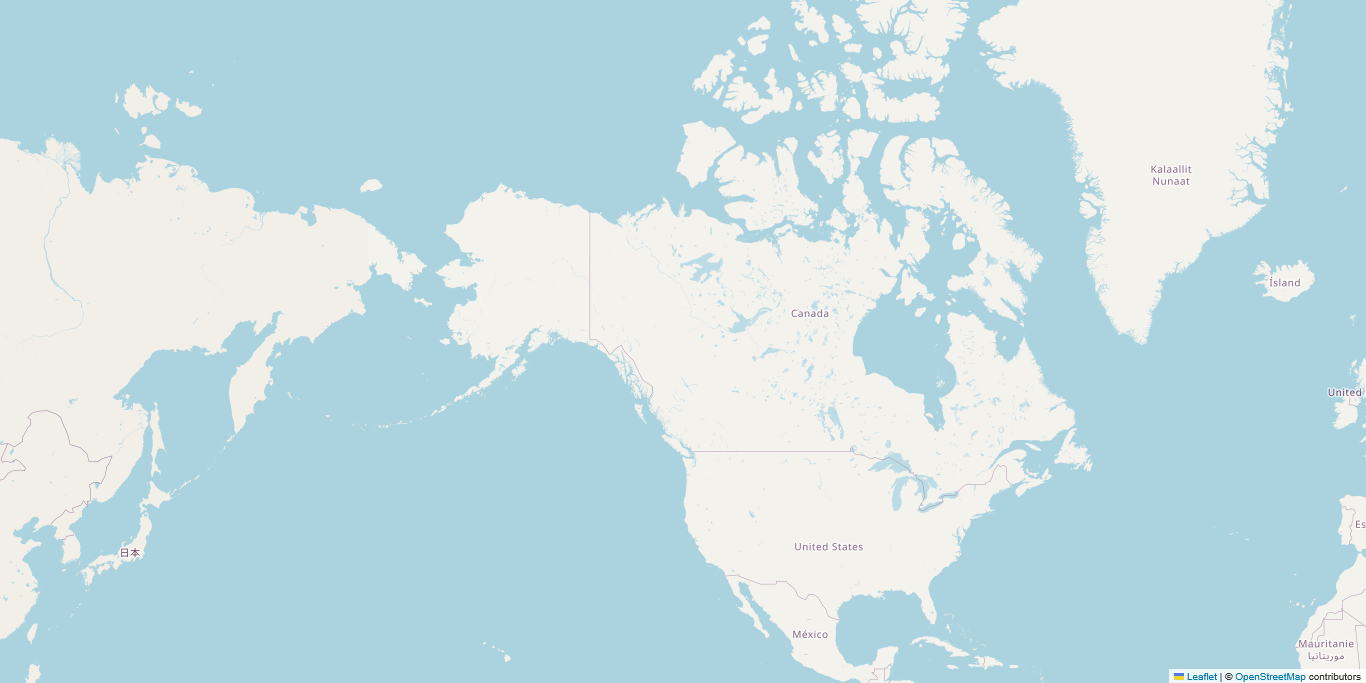 Kalaallit
Nunaat
Ísland
Canada
United
Es
日本
United States
México
Mauritanie
موريتانيا
Leaflet | © OpenStreetMap contributors